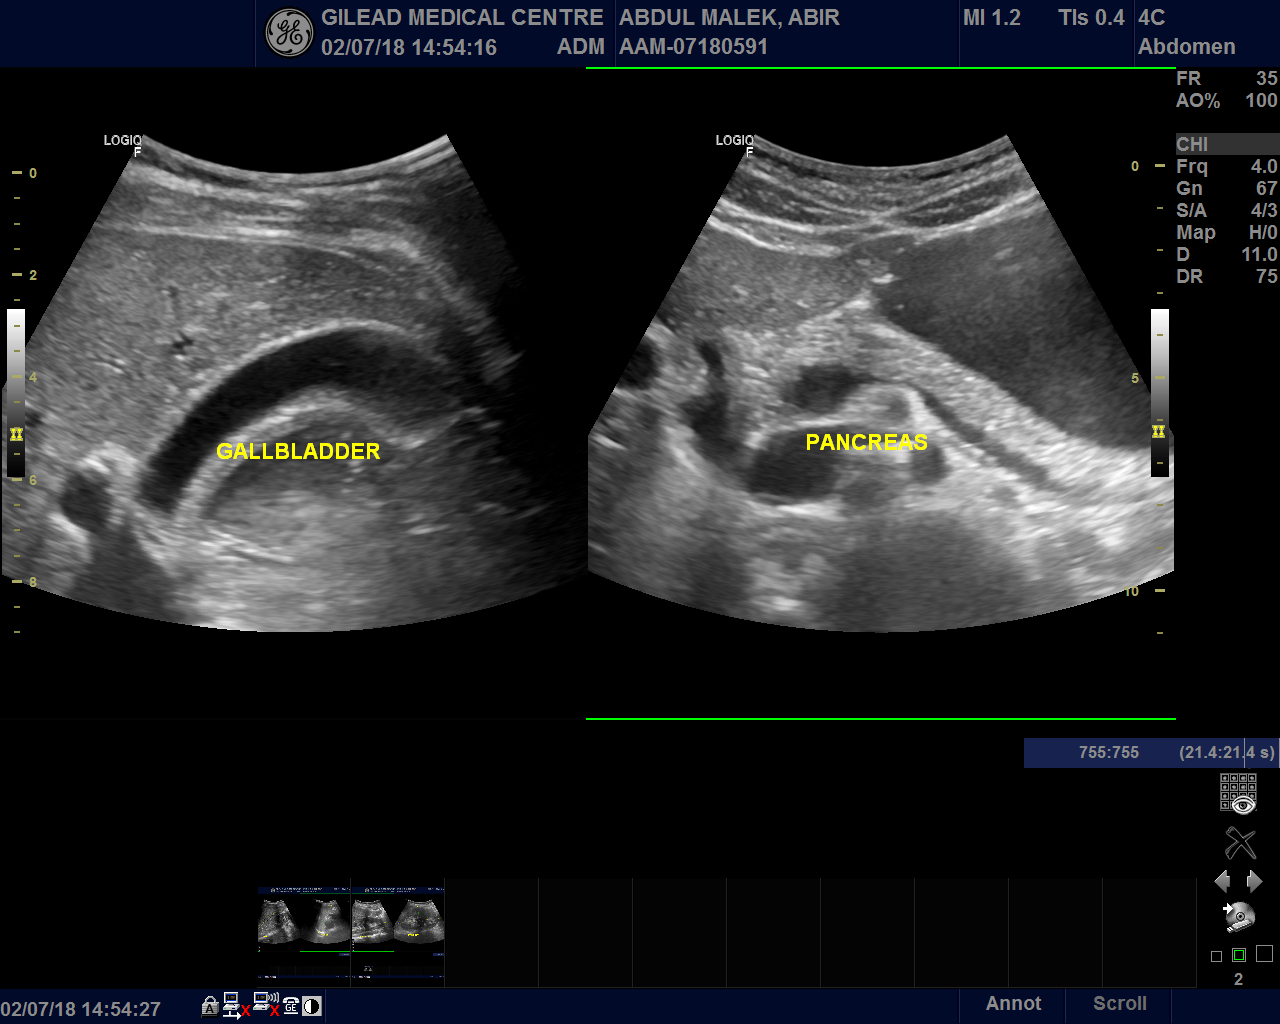 GILEAD MEDICAL CENTRE
02/07/18 14:54:16 ADM
ABDUL MALEK, ABIR
AAM-07180591
MI 1.2 TIs 0.4
4C
Abdomen
FR 35
AO% 100
CHI
Frq 4.0
Gn 67
S/A 4/3
Map H/0
D 11.0
DR 75
LOGIQ
F
0
2
4
6
8
GALLBLADDER
LOGIQ
F
0
5
10
PANCREAS
755:755 (21.4:21.4 s)
2
02/07/18 14:54:27
Annot
Scroll